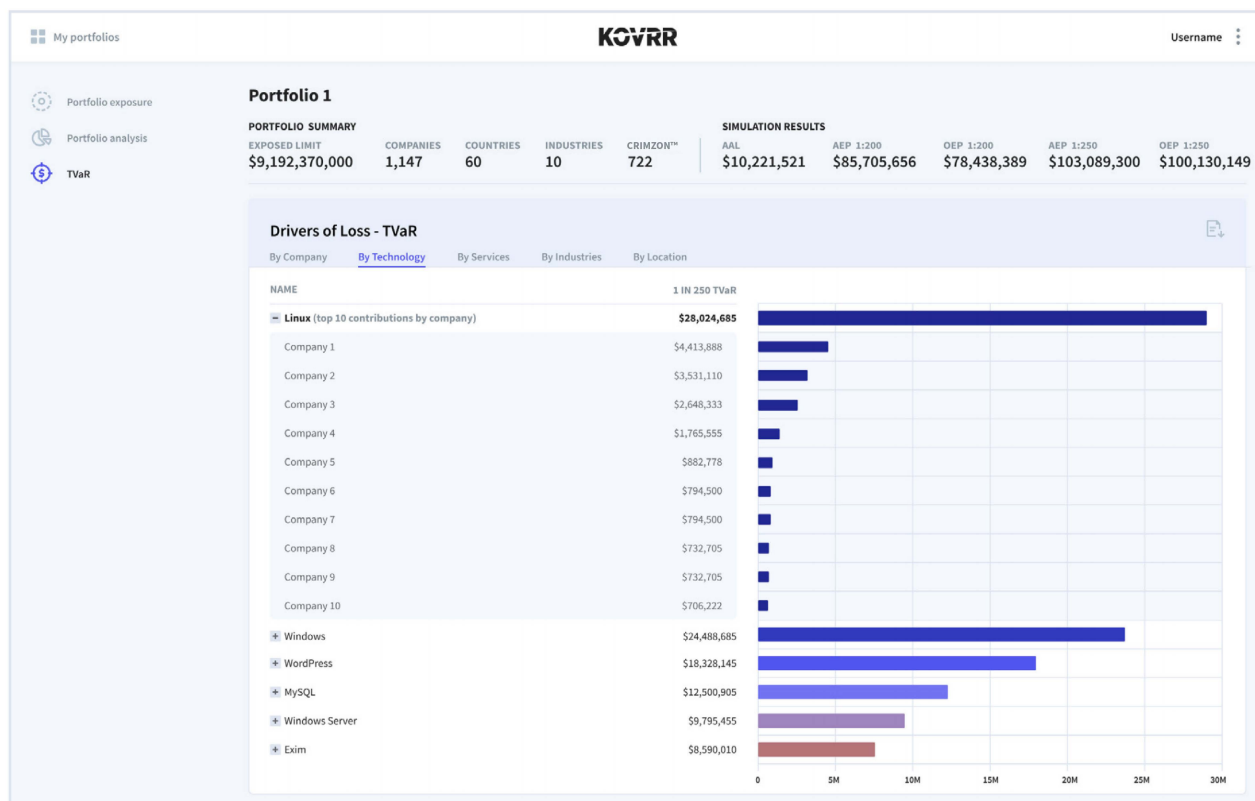 My portfolios
KOVRR
Username
Portfolio exposure
Portfolio analysis
TVaR
Portfolio 1
PORTFOLIO SUMMARY
EXPOSED LIMIT COMPANIES COUNTRIES INDUSTRIES CRIMZON™
$9,192,370,000 1,147 60 10 722
SIMULATION RESULTS
AAL AEP 1:200 OEP 1:200 AEP 1:250 OEP 1:250
$10,221,521 $85,705,656 $78,438,389 $103,089,300 $100,130,149
Drivers of Loss - TVaR
By Company By Technology By Services By Industries By Location
NAME 1 IN 250 TVaR
Linux (top 10 contributions by company) $28,024,685
Company 1 $4,413,888
Company 2 $3,531,110
Company 3 $2,648,333
Company 4 $1,765,555
Company 5 $882,778
Company 6 $794,500
Company 7 $794,500
Company 8 $732,705
Company 9 $732,705
Company 10 $706,222
Windows $24,488,685
WordPress $18,328,145
MySQL $12,500,905
Windows Server $9,795,455
Exim $8,590,010
0 5M 10M 15M 20M 25M 30M